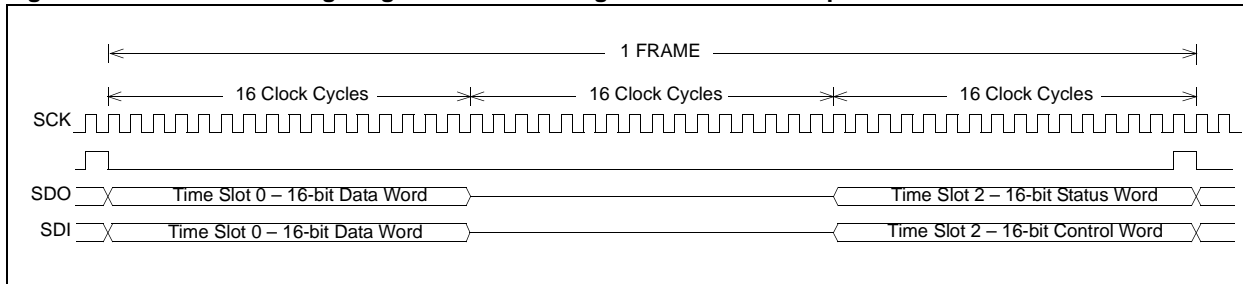 1 FRAME
16 Clock Cycles 16 Clock Cycles 16 Clock Cycles
SCK
SDO Time Slot 0 – 16-bit Data Word Time Slot 2 – 16-bit Status Word
SDI Time Slot 0 – 16-bit Data Word Time Slot 2 – 16-bit Control Word